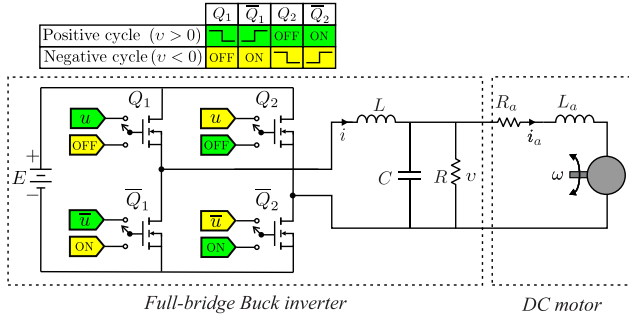 Q₁ Q̅₁ Q₂ Q̅₂
Positive cycle (υ > 0) OFF ON
Negative cycle (υ < 0) OFF ON
Q₁ Q₂
u u
OFF OFF
L
i
Rₐ Lₐ
iₐ
+
E
−
C R υ
ω
Q̅₁ Q̅₂
u̅ u̅
ON ON
Full-bridge Buck inverter
DC motor